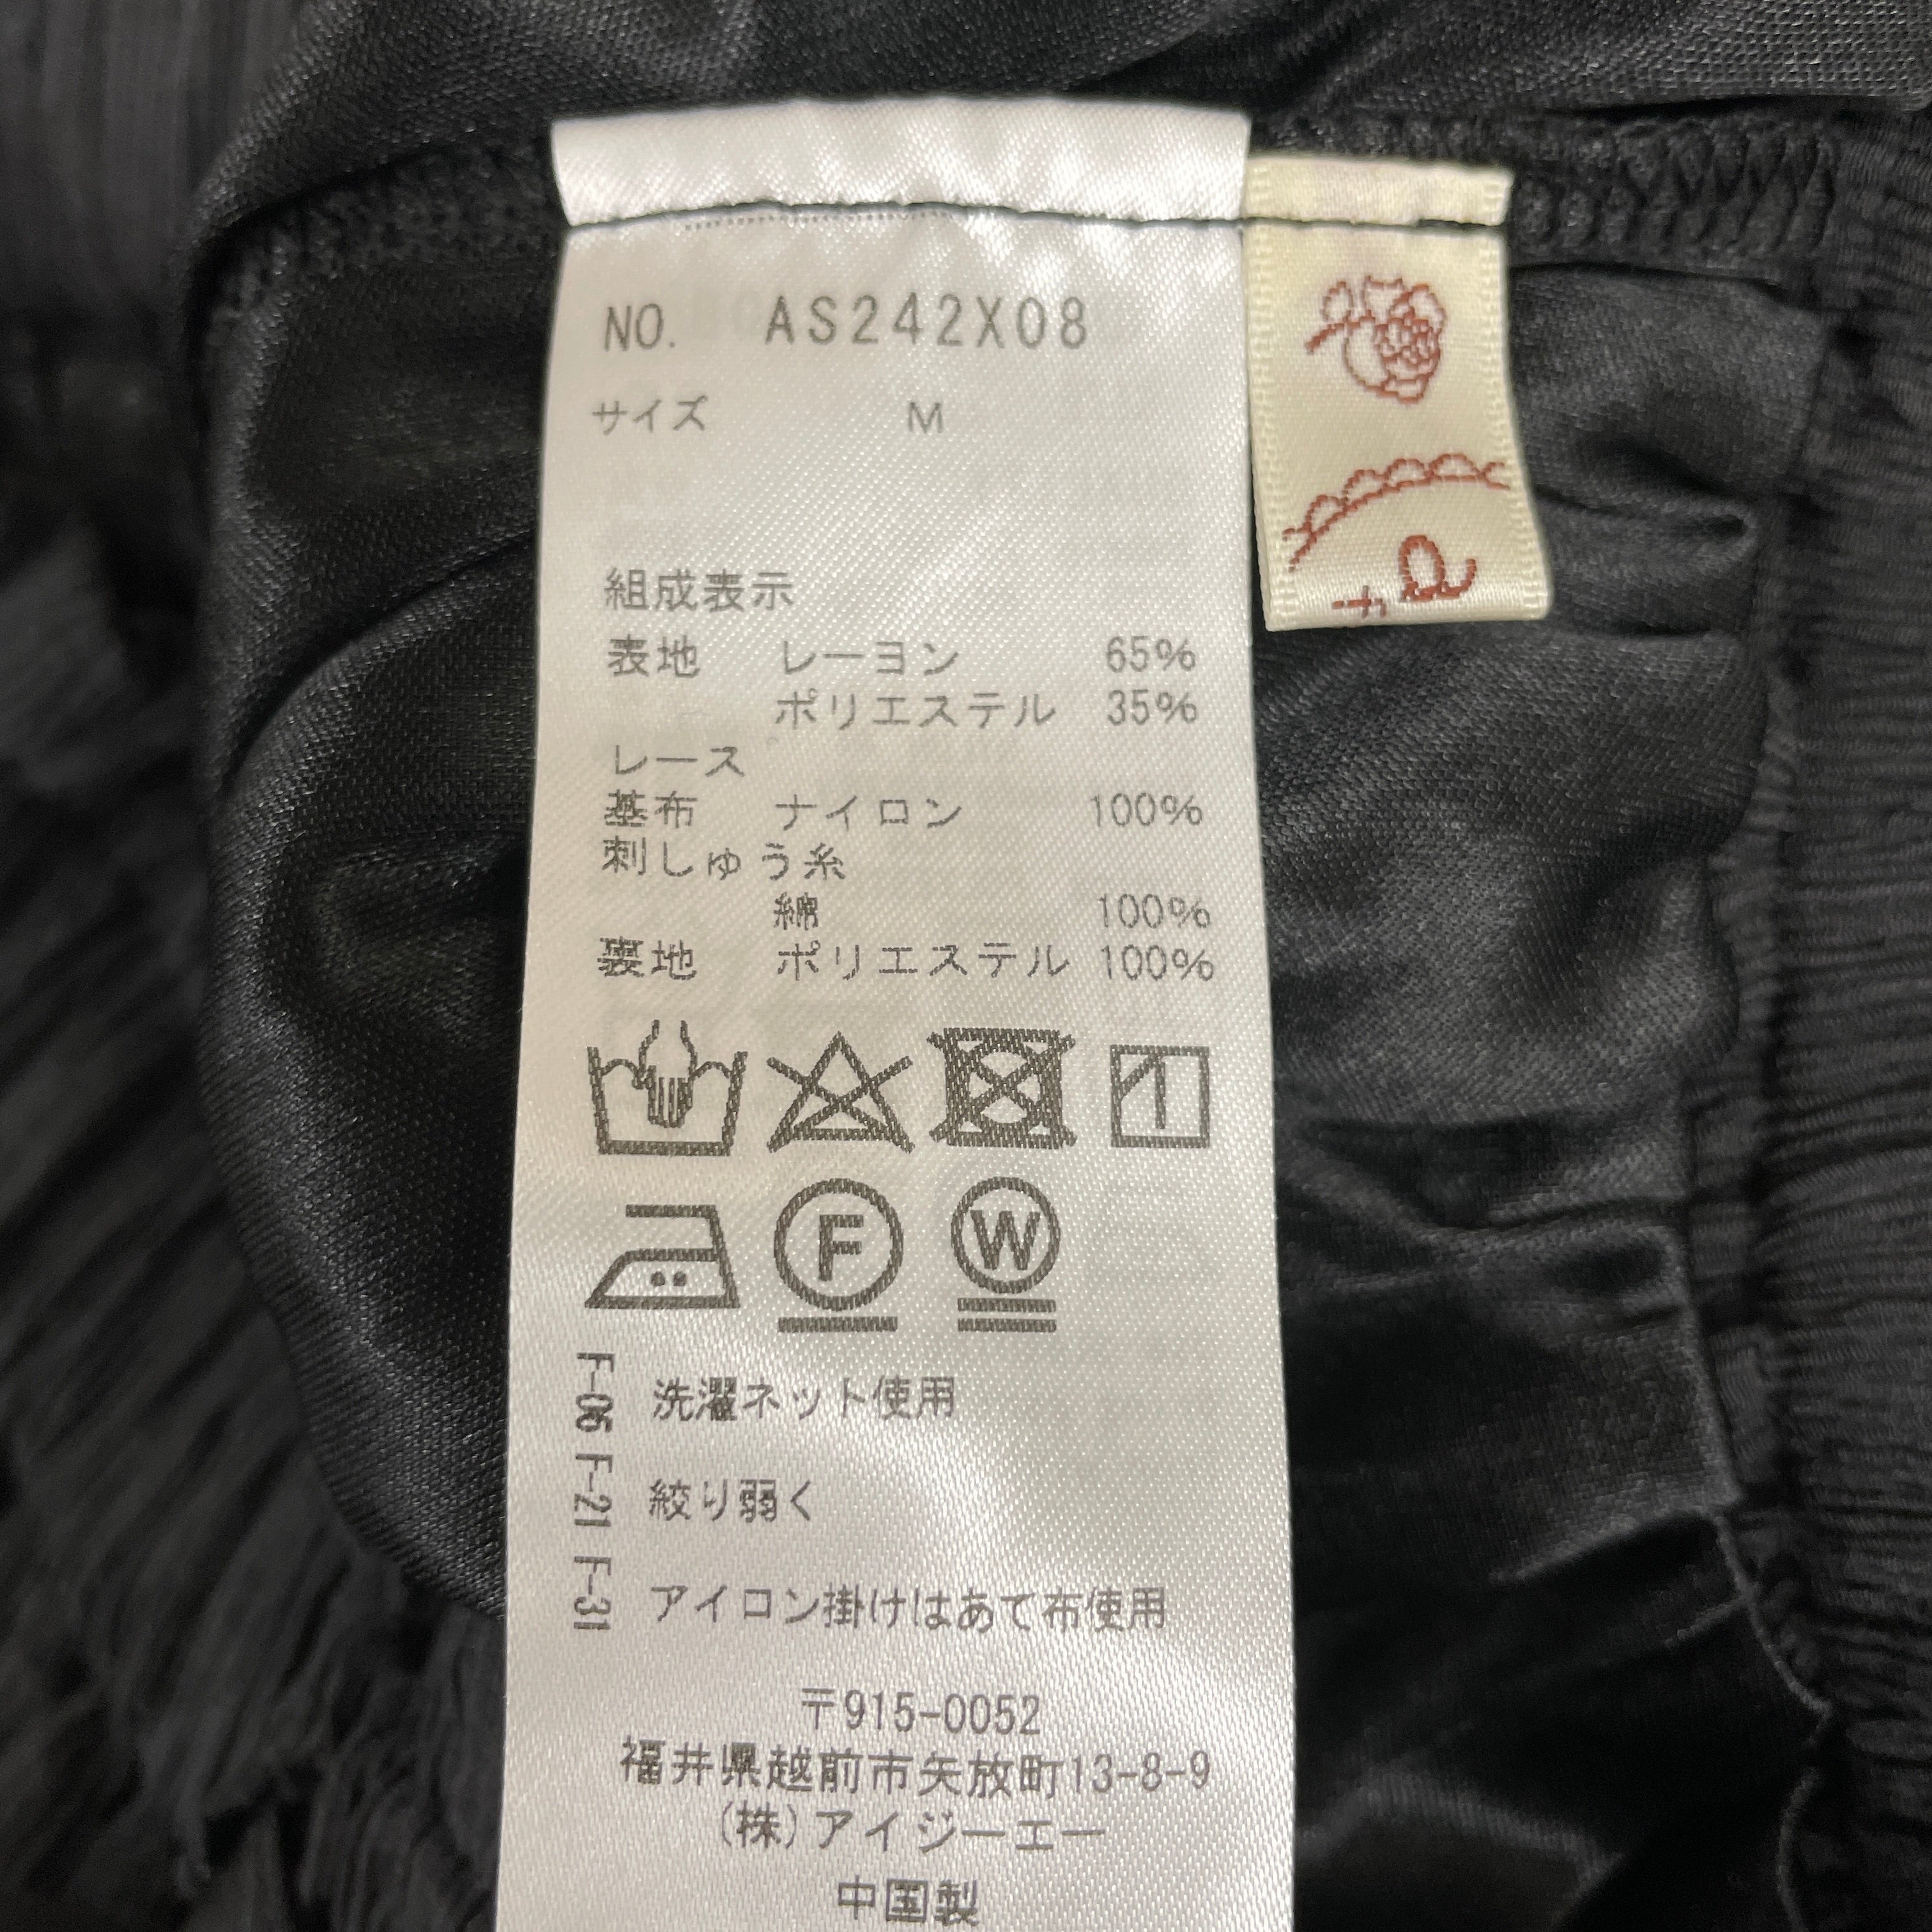 NO. AS242X08
サイズ M
組成表示
表地 レーヨン 65%
ポリエステル 35%
レース
基布 ナイロン 100%
刺しゅう糸
綿 100%
裏地 ポリエステル 100%
F
W
F-06 F-21 F-31
洗濯ネット使用
絞り弱く
アイロン掛けはあて布使用
〒915-0052
福井県越前市矢放町13-8-9
(株)アイジーエー
中国製